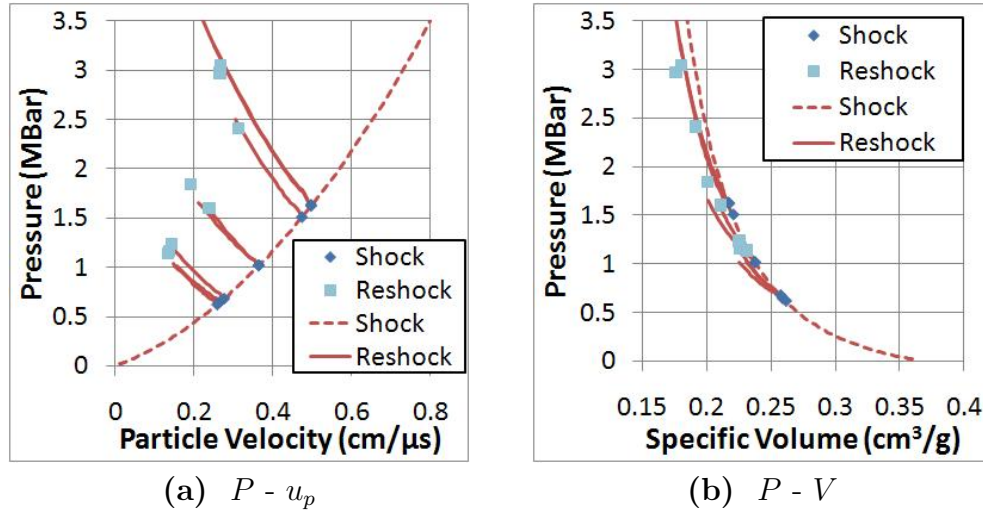 3.5
3
2.5
2
1.5
1
0.5
0
Pressure (MBar)
0 0.2 0.4 0.6 0.8
Particle Velocity (cm/μs)
Shock
Reshock
Shock
Reshock
(a) P - u_p
3.5
3
2.5
2
1.5
1
0.5
0
Pressure (MBar)
0.15 0.2 0.25 0.3 0.35 0.4
Specific Volume (cm³/g)
Shock
Reshock
Shock
Reshock
(b) P - V